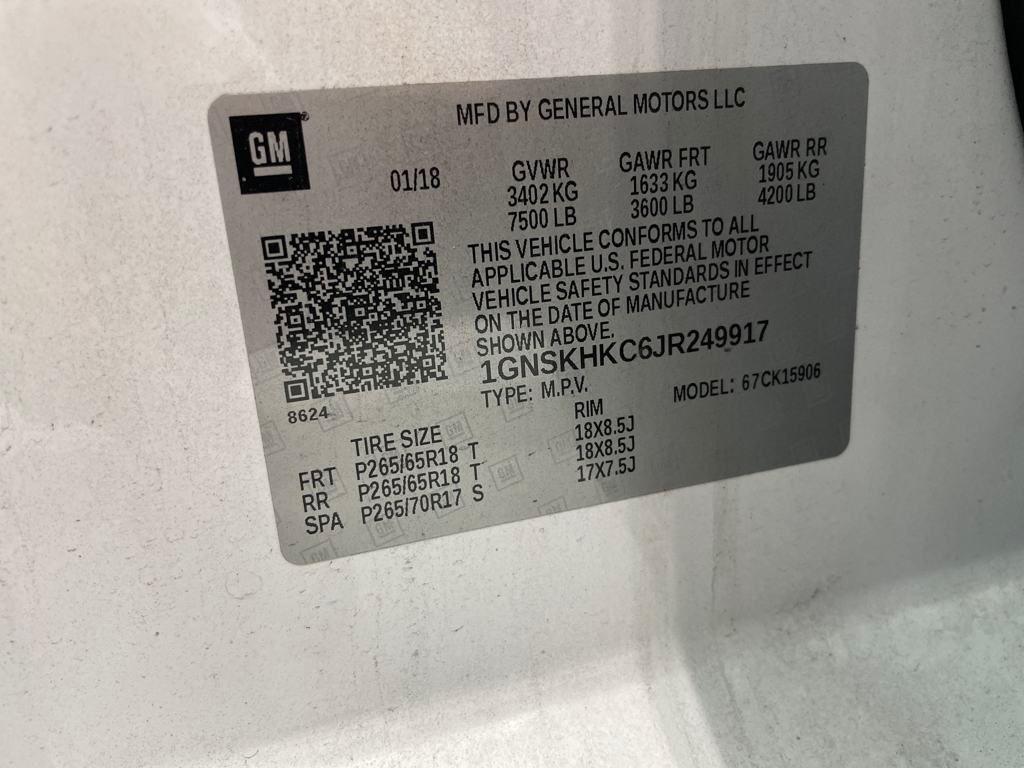 GM
MFD BY GENERAL MOTORS LLC
01/18
GVWR
3402 KG
7500 LB
GAWR FRT
1633 KG
3600 LB
GAWR RR
1905 KG
4200 LB
THIS VEHICLE CONFORMS TO ALL
APPLICABLE U.S. FEDERAL MOTOR
VEHICLE SAFETY STANDARDS IN EFFECT
ON THE DATE OF MANUFACTURE
SHOWN ABOVE.
1GNSKHKC6JR249917
TYPE: M.P.V. MODEL: 67CK15906
8624
TIRE SIZE RIM
FRT P265/65R18 T 18X8.5J
RR P265/65R18 T 18X8.5J
SPA P265/70R17 S 17X7.5J